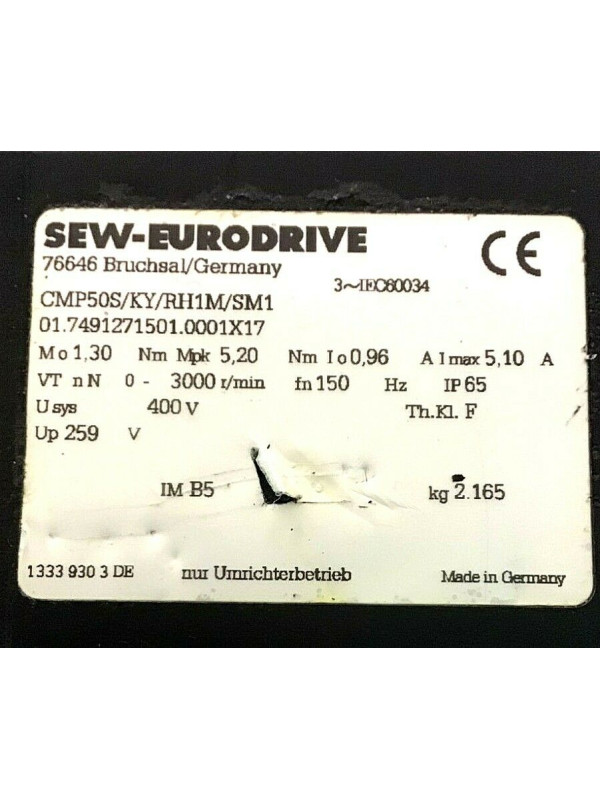 SEW-EURODRIVE
CE
76646 Bruchsal/Germany
3~IEC60034
CMP50S/KY/RH1M/SM1
01.7491271501.0001X17
Mo 1,30 Nm Mpk 5,20 Nm Io 0,96 A Imax 5,10 A
VT nN 0 - 3000 r/min fn 150 Hz IP 65
Usys 400 V Th.Kl. F
Up 259 V
IM B5 kg 2.165
1333 930 3 DE nur Umrichterbetrieb Made in Germany